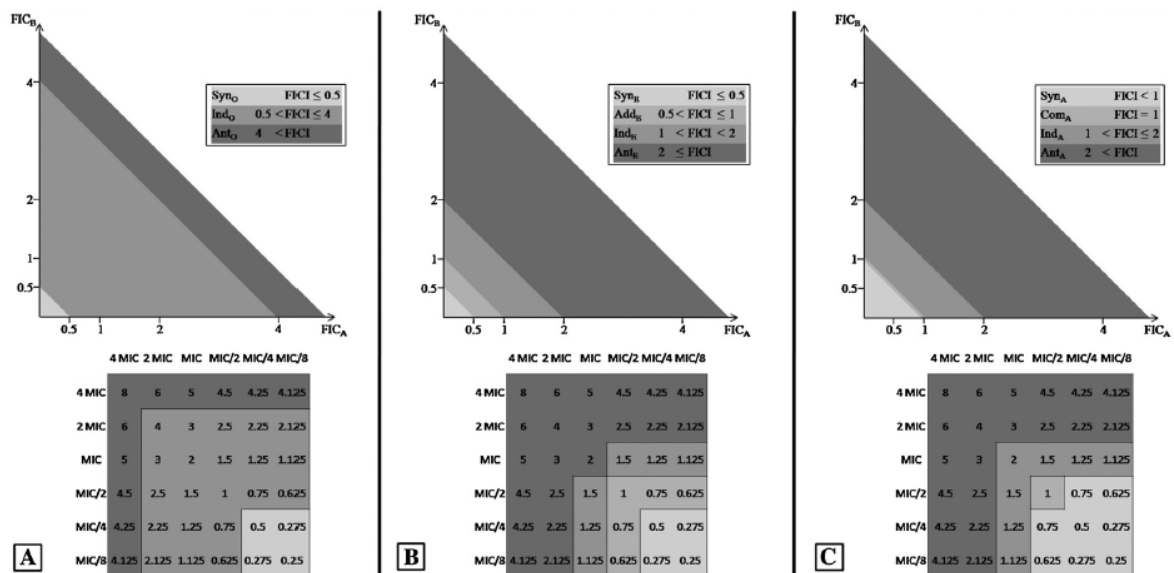 FIC_B
4
2
1
0.5
0.5 1 2 4 FIC_A
Syn_O FICI ≤ 0.5
Ind_O 0.5 < FICI ≤ 4
Ant_O 4 < FICI
4 MIC 2 MIC MIC MIC/2 MIC/4 MIC/8
4 MIC 8 6 5 4.5 4.25 4.125
2 MIC 6 4 3 2.5 2.25 2.125
MIC 5 3 2 1.5 1.25 1.125
MIC/2 4.5 2.5 1.5 1 0.75 0.625
MIC/4 4.25 2.25 1.25 0.75 0.5 0.275
MIC/8 4.125 2.125 1.125 0.625 0.275 0.25
A
FIC_B
4
2
1
0.5
0.5 1 2 4 FIC_A
Syn_E FICI ≤ 0.5
Add_E 0.5 < FICI ≤ 1
Ind_E 1 < FICI < 2
Ant_E 2 ≤ FICI
4 MIC 2 MIC MIC MIC/2 MIC/4 MIC/8
4 MIC 8 6 5 4.5 4.25 4.125
2 MIC 6 4 3 2.5 2.25 2.125
MIC 5 3 2 1.5 1.25 1.125
MIC/2 4.5 2.5 1.5 1 0.75 0.625
MIC/4 4.25 2.25 1.25 0.75 0.5 0.275
MIC/8 4.125 2.125 1.125 0.625 0.275 0.25
B
FIC_B
4
2
1
0.5
0.5 1 2 4 FIC_A
Syn_A FICI < 1
Com_A FICI = 1
Ind_A 1 < FICI ≤ 2
Ant_A 2 < FICI
4 MIC 2 MIC MIC MIC/2 MIC/4 MIC/8
4 MIC 8 6 5 4.5 4.25 4.125
2 MIC 6 4 3 2.5 2.25 2.125
MIC 5 3 2 1.5 1.25 1.125
MIC/2 4.5 2.5 1.5 1 0.75 0.625
MIC/4 4.25 2.25 1.25 0.75 0.5 0.275
MIC/8 4.125 2.125 1.125 0.625 0.275 0.25
C